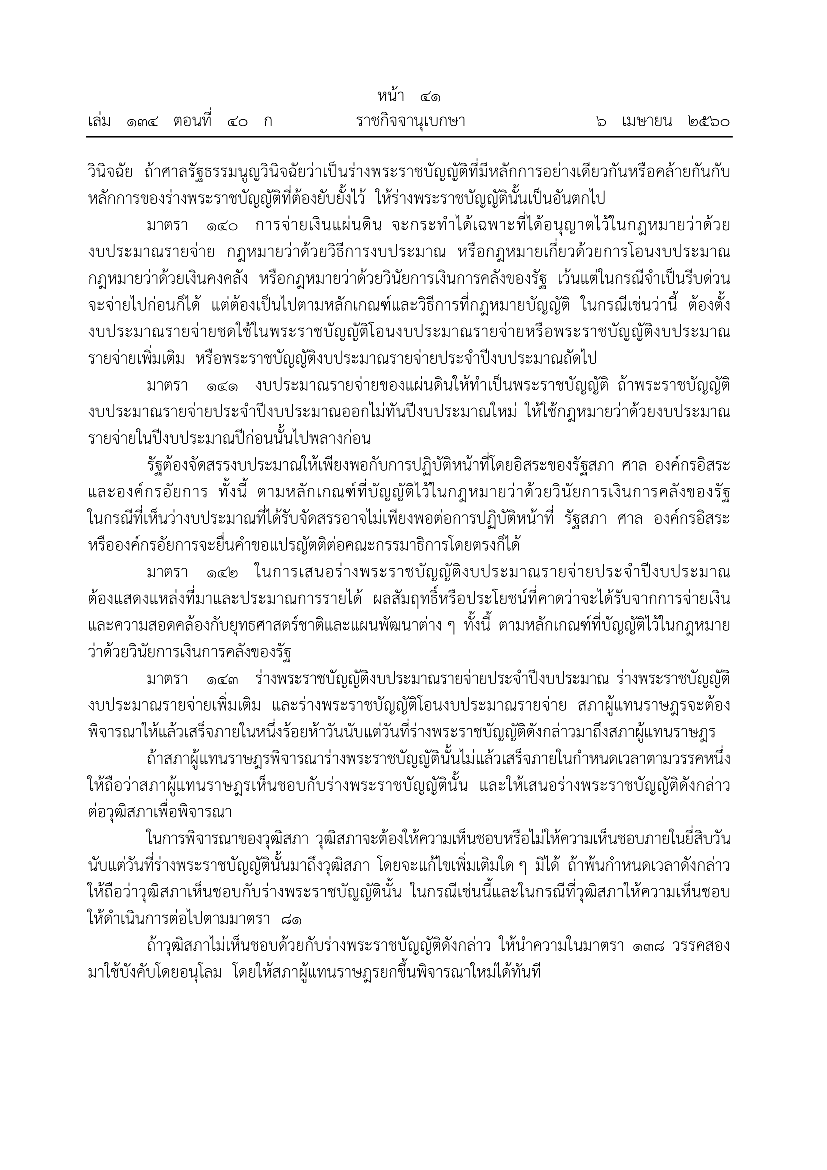 หน้า ๔๑
เล่ม ๑๓๔ ตอนที่ ๔๐ ก ราชกิจจานุเบกษา ๖ เมษายน ๒๕๖๐
วินิจฉัย ถ้าศาลรัฐธรรมนูญวินิจฉัยว่าเป็นร่างพระราชบัญญัติที่มีหลักการอย่างเดียวกันหรือคล้ายกันกับ
หลักการของร่างพระราชบัญญัติที่ต้องยับยั้งไว้ ให้ร่างพระราชบัญญัตินั้นเป็นอันตกไป
มาตรา ๑๔๐ การจ่ายเงินแผ่นดิน จะกระทำได้เฉพาะที่ได้อนุญาตไว้ในกฎหมายว่าด้วย
งบประมาณรายจ่าย กฎหมายว่าด้วยวิธีการงบประมาณ หรือกฎหมายเกี่ยวด้วยการโอนงบประมาณ
กฎหมายว่าด้วยเงินคงคลัง หรือกฎหมายว่าด้วยวินัยการเงินการคลังของรัฐ เว้นแต่ในกรณีจำเป็นรีบด่วน
จะจ่ายไปก่อนก็ได้ แต่ต้องเป็นไปตามหลักเกณฑ์และวิธีการที่กฎหมายบัญญัติ ในกรณีเช่นว่านี้ ต้องตั้ง
งบประมาณรายจ่ายชดใช้ในพระราชบัญญัติโอนงบประมาณรายจ่ายหรือพระราชบัญญัติงบประมาณ
รายจ่ายเพิ่มเติม หรือพระราชบัญญัติงบประมาณรายจ่ายประจำปีงบประมาณถัดไป
มาตรา ๑๔๑ งบประมาณรายจ่ายของแผ่นดินให้ทำเป็นพระราชบัญญัติ ถ้าพระราชบัญญัติ
งบประมาณรายจ่ายประจำปีงบประมาณออกไม่ทันปีงบประมาณใหม่ ให้ใช้กฎหมายว่าด้วยงบประมาณ
รายจ่ายในปีงบประมาณปีก่อนนั้นไปพลางก่อน
รัฐต้องจัดสรรงบประมาณให้เพียงพอกับการปฏิบัติหน้าที่โดยอิสระของรัฐสภา ศาล องค์กรอิสระ
และองค์กรอัยการ ทั้งนี้ ตามหลักเกณฑ์ที่บัญญัติไว้ในกฎหมายว่าด้วยวินัยการเงินการคลังของรัฐ
ในกรณีที่เห็นว่างบประมาณที่ได้รับจัดสรรอาจไม่เพียงพอต่อการปฏิบัติหน้าที่ รัฐสภา ศาล องค์กรอิสระ
หรือองค์กรอัยการจะยื่นคำขอแปรญัตติต่อคณะกรรมาธิการโดยตรงก็ได้
มาตรา ๑๔๒ ในการเสนอร่างพระราชบัญญัติงบประมาณรายจ่ายประจำปีงบประมาณ
ต้องแสดงแหล่งที่มาและประมาณการรายได้ ผลสัมฤทธิ์หรือประโยชน์ที่คาดว่าจะได้รับจากการจ่ายเงิน
และความสอดคล้องกับยุทธศาสตร์ชาติและแผนพัฒนาต่าง ๆ ทั้งนี้ ตามหลักเกณฑ์ที่บัญญัติไว้ในกฎหมาย
ว่าด้วยวินัยการเงินการคลังของรัฐ
มาตรา ๑๔๓ ร่างพระราชบัญญัติงบประมาณรายจ่ายประจำปีงบประมาณ ร่างพระราชบัญญัติ
งบประมาณรายจ่ายเพิ่มเติม และร่างพระราชบัญญัติโอนงบประมาณรายจ่าย สภาผู้แทนราษฎรจะต้อง
พิจารณาให้แล้วเสร็จภายในหนึ่งร้อยห้าวันนับแต่วันที่ร่างพระราชบัญญัติดังกล่าวมาถึงสภาผู้แทนราษฎร
ถ้าสภาผู้แทนราษฎรพิจารณาร่างพระราชบัญญัตินั้นไม่แล้วเสร็จภายในกำหนดเวลาตามวรรคหนึ่ง
ให้ถือว่าสภาผู้แทนราษฎรเห็นชอบกับร่างพระราชบัญญัตินั้น และให้เสนอร่างพระราชบัญญัติดังกล่าว
ต่อวุฒิสภาเพื่อพิจารณา
ในการพิจารณาของวุฒิสภา วุฒิสภาจะต้องให้ความเห็นชอบหรือไม่ให้ความเห็นชอบภายในยี่สิบวัน
นับแต่วันที่ร่างพระราชบัญญัตินั้นมาถึงวุฒิสภา โดยจะแก้ไขเพิ่มเติมใด ๆ มิได้ ถ้าพ้นกำหนดเวลาดังกล่าว
ให้ถือว่าวุฒิสภาเห็นชอบกับร่างพระราชบัญญัตินั้น ในกรณีเช่นนี้และในกรณีที่วุฒิสภาให้ความเห็นชอบ
ให้ดำเนินการต่อไปตามมาตรา ๘๑
ถ้าวุฒิสภาไม่เห็นชอบด้วยกับร่างพระราชบัญญัติดังกล่าว ให้นำความในมาตรา ๑๓๘ วรรคสอง
มาใช้บังคับโดยอนุโลม โดยให้สภาผู้แทนราษฎรยกขึ้นพิจารณาใหม่ได้ทันที